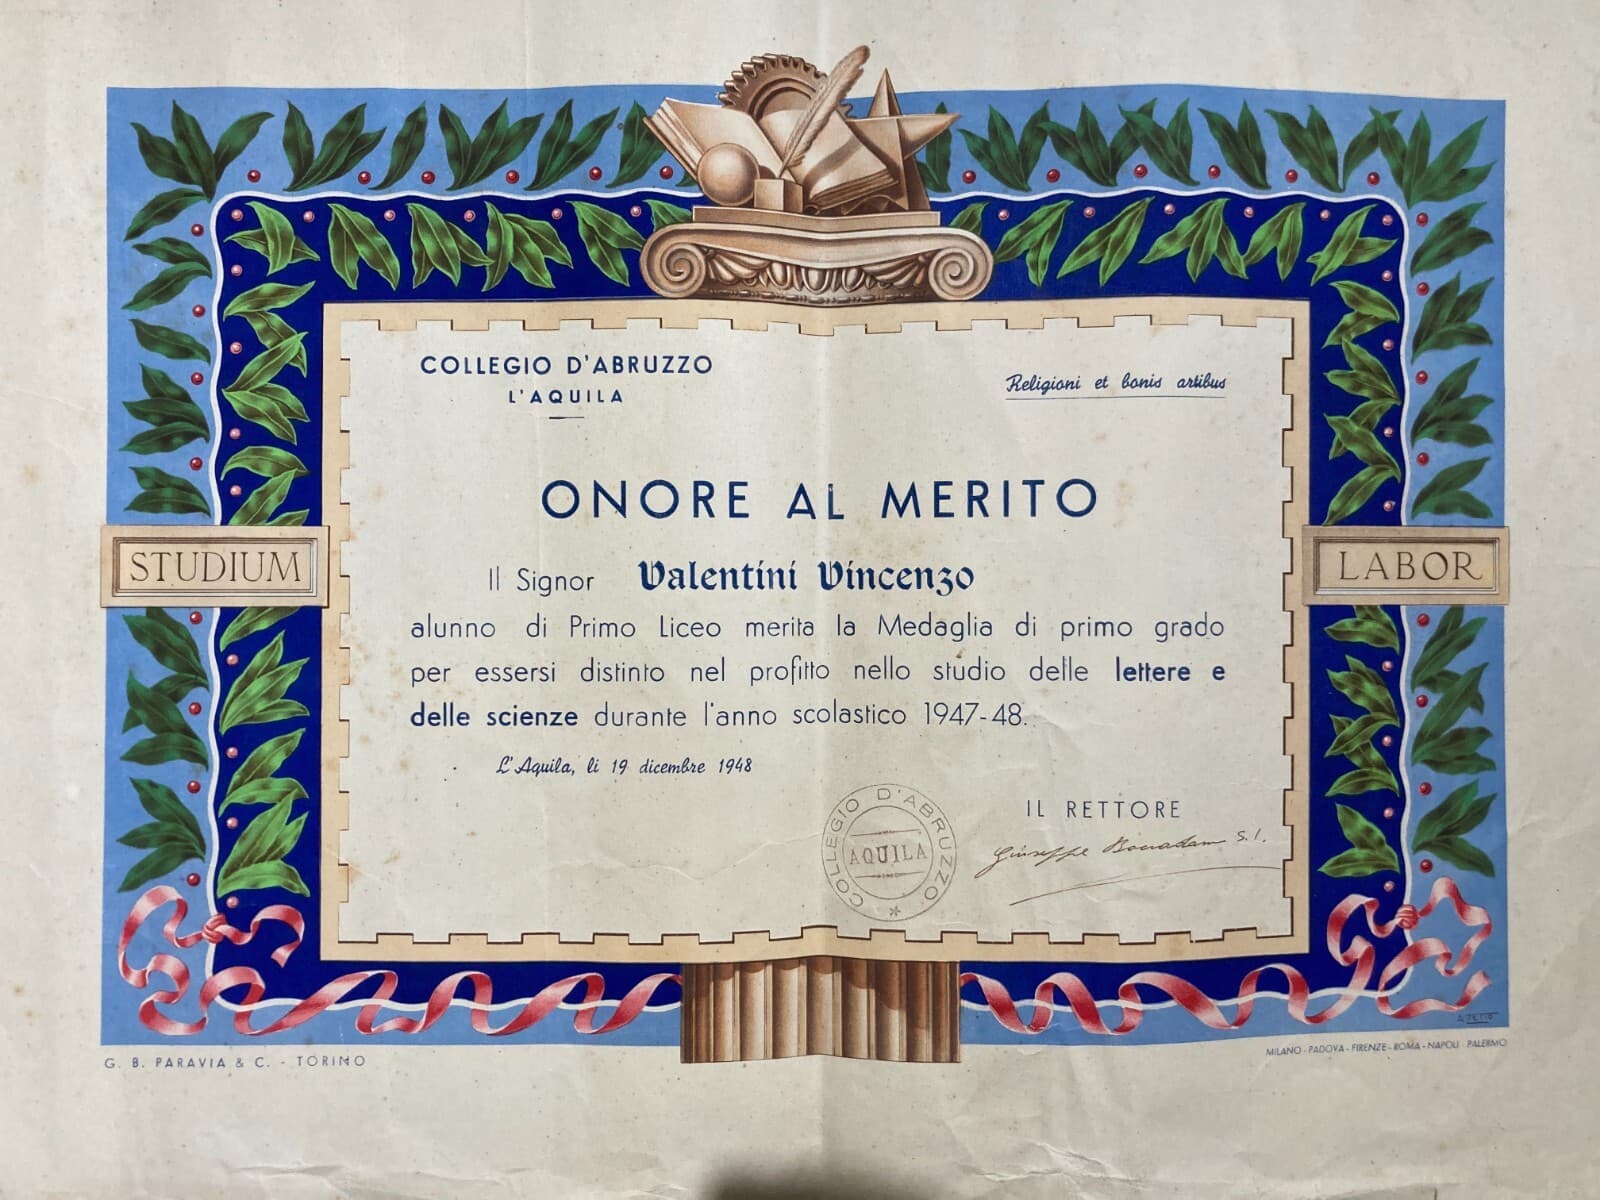 COLLEGIO D'ABRUZZO
L'AQUILA
Religioni et bonis artibus
ONORE AL MERITO
Il Signor Valentini Vincenzo
alunno di Primo Liceo merita la Medaglia di primo grado
per essersi distinto nel profitto nello studio delle lettere e
delle scienze durante l'anno scolastico 1947-48.
L'Aquila, li 19 dicembre 1948
STUDIUM
LABOR
IL RETTORE
Giuseppe S.I.
COLLEGIO D'ABRUZZO
AQUILA
G. B. PARAVIA & C. - TORINO
MILANO - PADOVA - FIRENZE - ROMA - NAPOLI - PALERMO